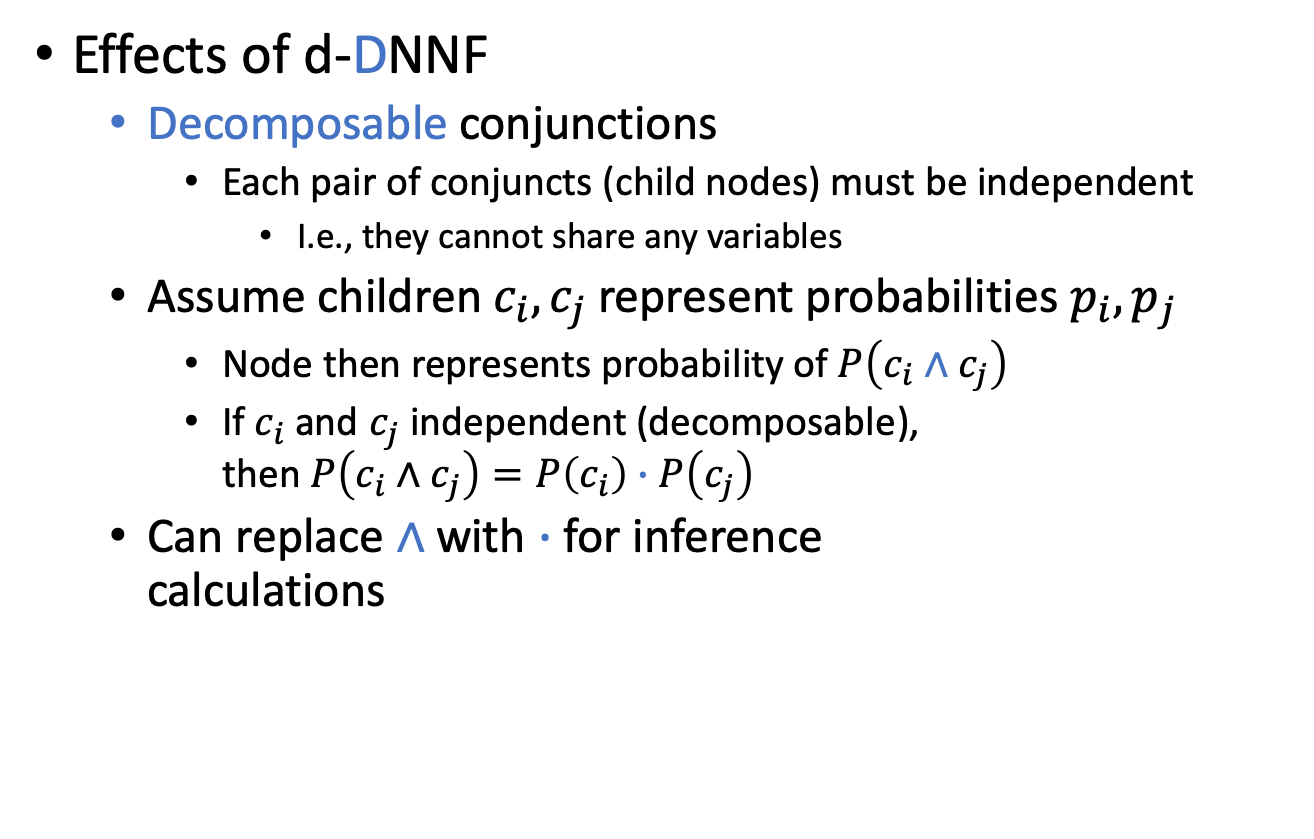 • Effects of d-DNNF
• Decomposable conjunctions
• Each pair of conjuncts (child nodes) must be independent
• I.e., they cannot share any variables
• Assume children cᵢ, cⱼ represent probabilities pᵢ, pⱼ
• Node then represents probability of P(cᵢ ∧ cⱼ)
• If cᵢ and cⱼ independent (decomposable),
then P(cᵢ ∧ cⱼ) = P(cᵢ) · P(cⱼ)
• Can replace ∧ with · for inference
calculations